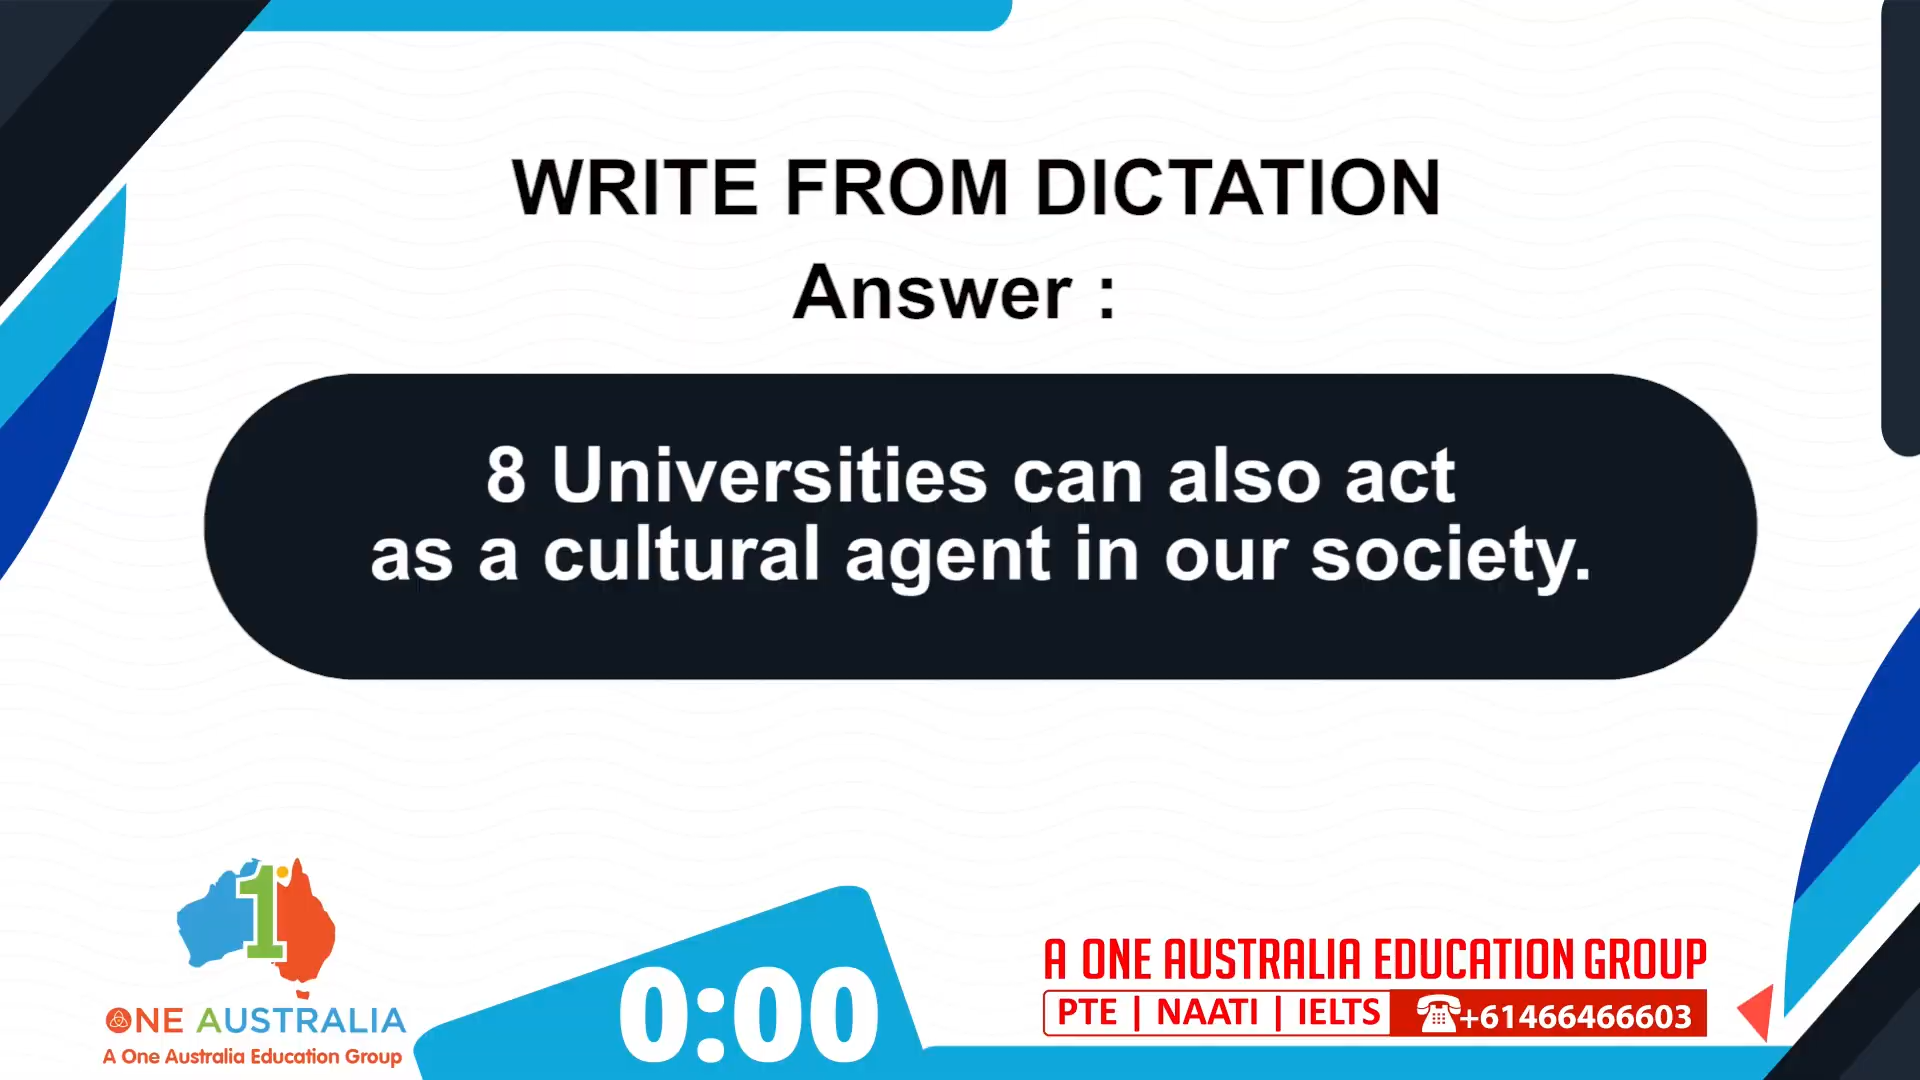 WRITE FROM DICTATION
Answer :
8 Universities can also act
as a cultural agent in our society.
1
ONE AUSTRALIA
A One Australia Education Group
0:00
A ONE AUSTRALIA EDUCATION GROUP
PTE | NAATI | IELTS +61466466603